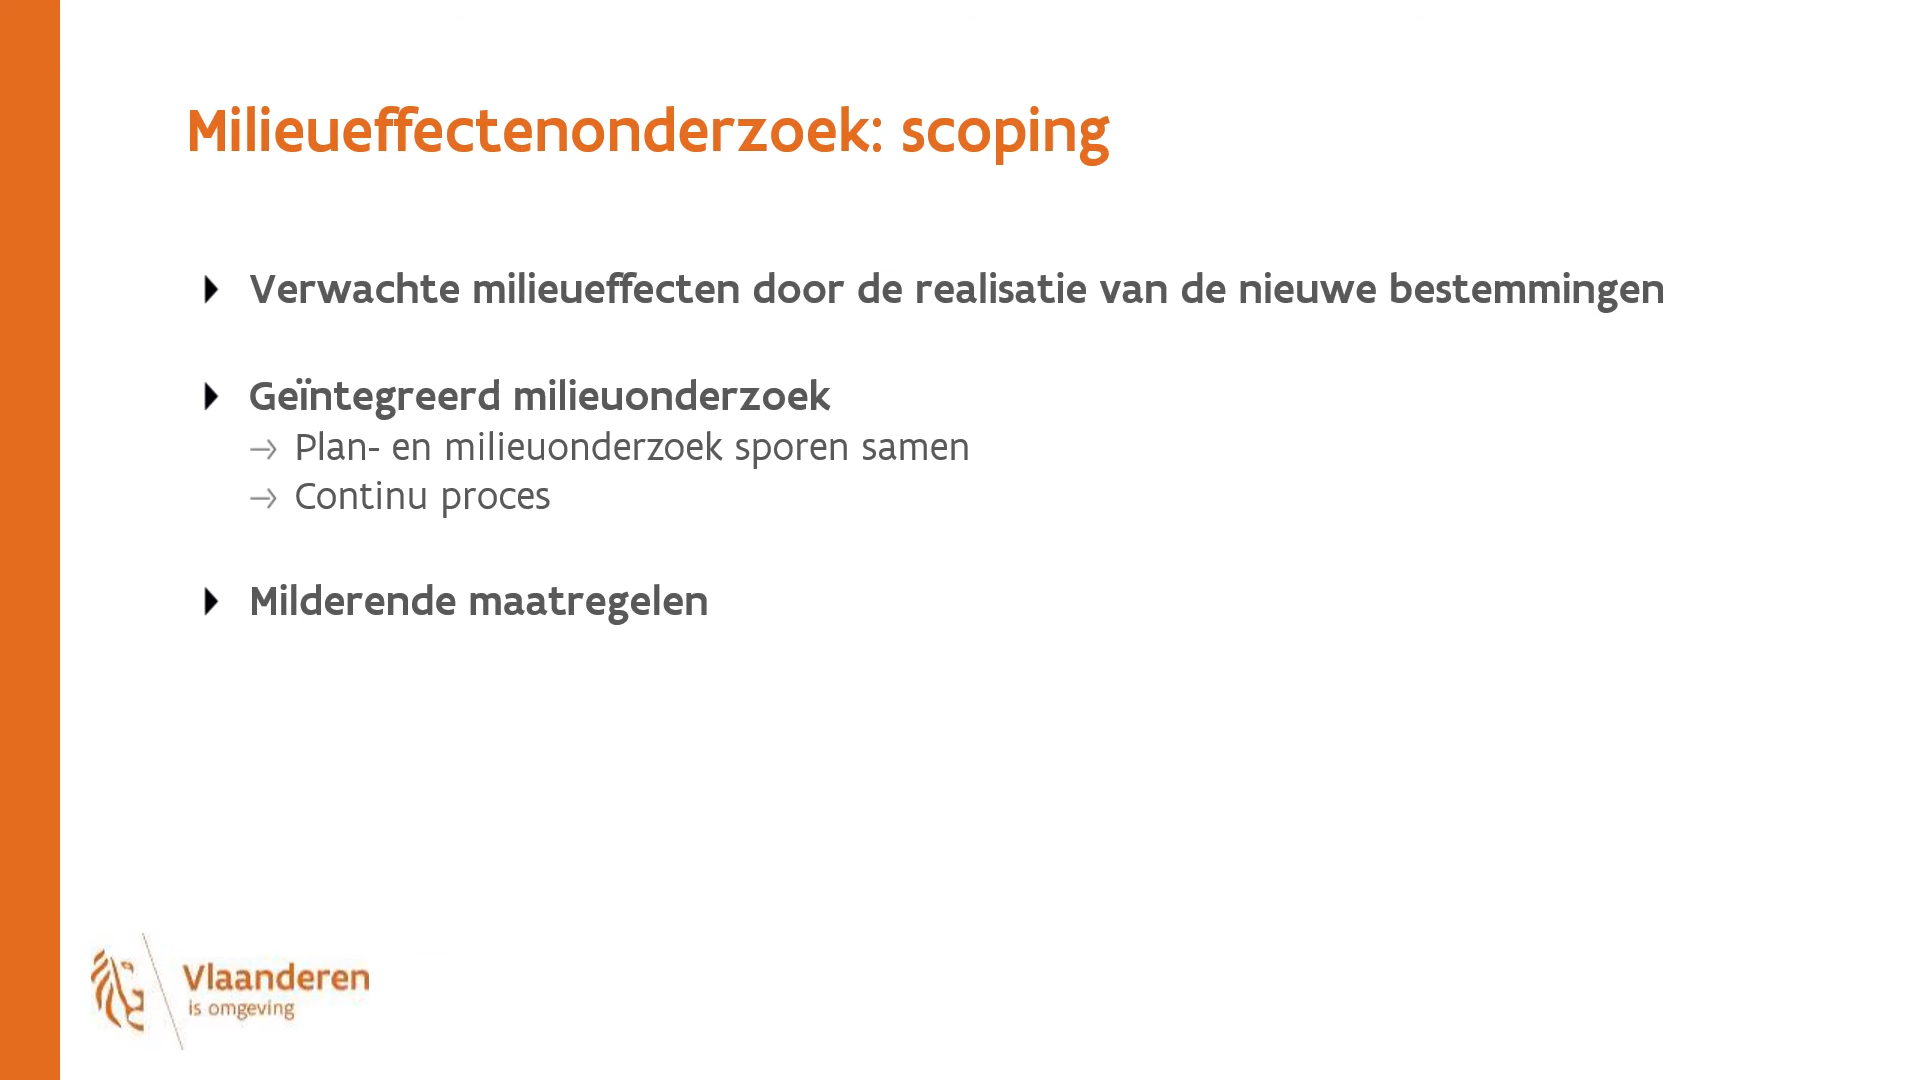 Milieueffectenonderzoek: scoping
Verwachte milieueffecten door de realisatie van de nieuwe bestemmingen
Geïntegreerd milieuonderzoek
→ Plan- en milieuonderzoek sporen samen
→ Continu proces
Milderende maatregelen
Vlaanderen
is omgeving